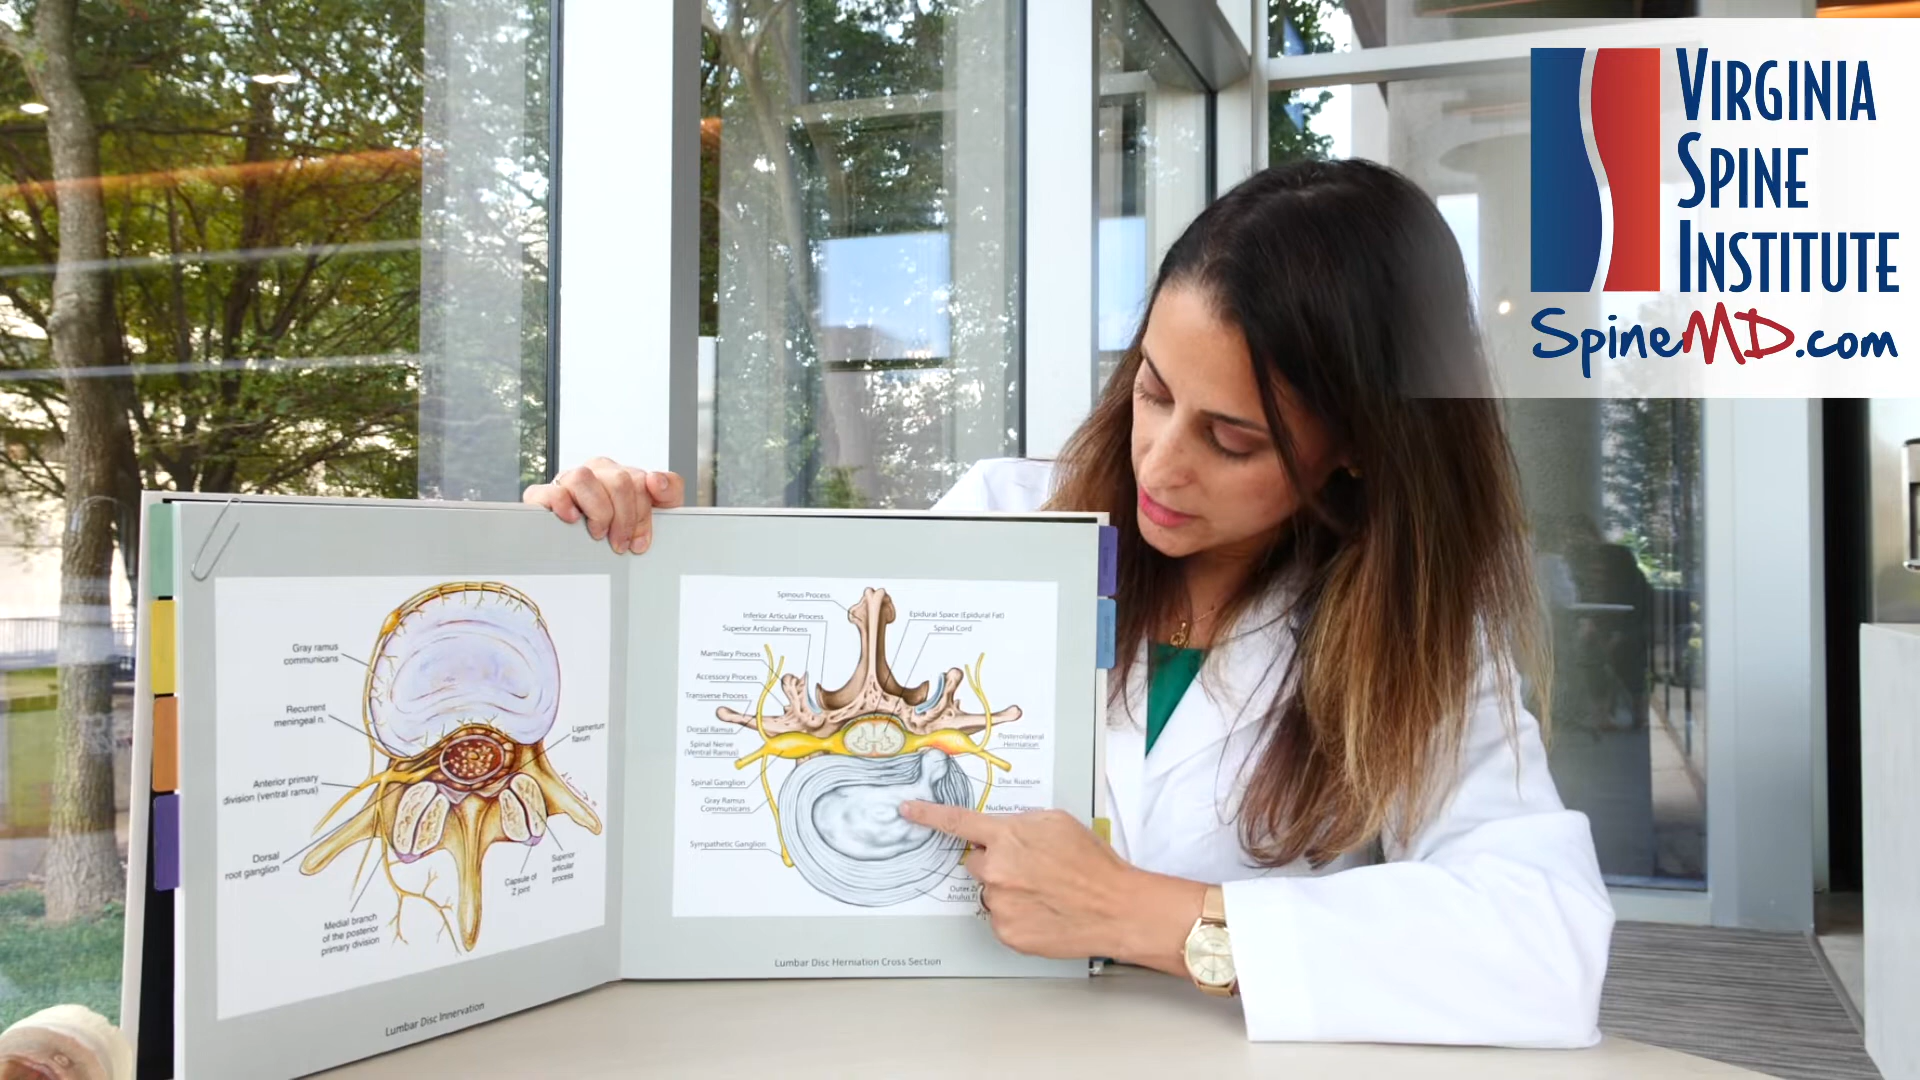 VIRGINIA
SPINE
INSTITUTE
SpineMD.com
Gray ramus
communicans
Recurrent
meningeal n.
Ligamentum
flavum
Anterior primary
division (ventral ramus)
Dorsal
root ganglion
Superior
articular
process
Capsule of
Z joint
Medial branch
of the posterior
primary division
Lumbar Disc Innervation
Spinous Process
Inferior Articular Process
Superior Articular Process
Mamillary Process
Accessory Process
Transverse Process
Dorsal Ramus
Spinal Nerve
(Ventral Ramus)
Spinal Ganglion
Gray Ramus
Communicans
Sympathetic Ganglion
Epidural Space (Epidural Fat)
Spinal Cord
Posterolateral
Herniation
Disc Rupture
Nucleus Pulposus
Outer
Anulus
Lumbar Disc Herniation Cross Section